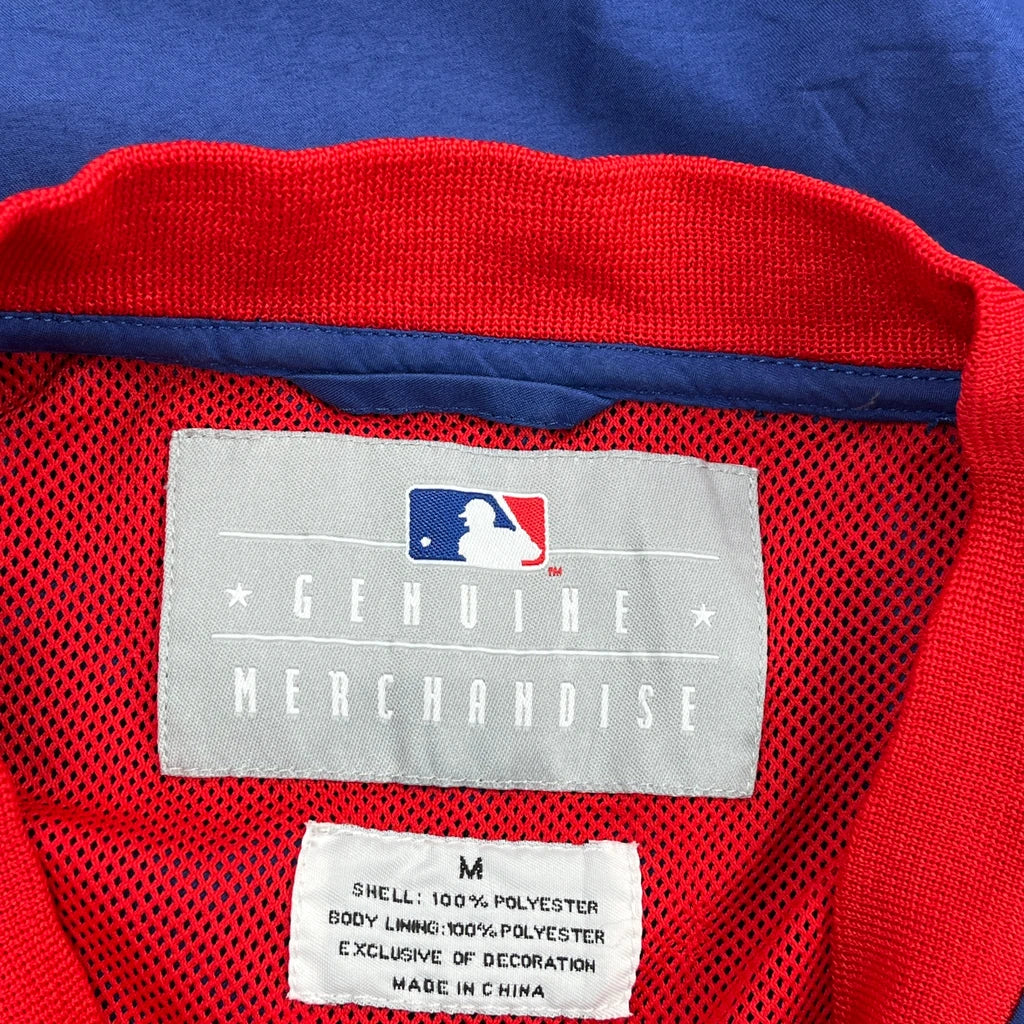 TM
★ GENUINE ★
MERCHANDISE
M
SHELL: 100% POLYESTER
BODY LINING:100% POLYESTER
EXCLUSIVE OF DECORATION
MADE IN CHINA